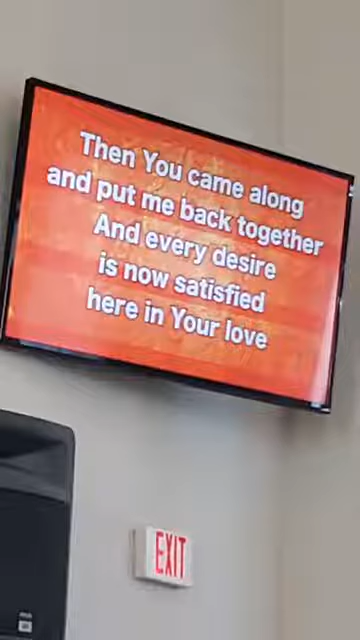 Then You came along
and put me back together
And every desire
is now satisfied
here in Your love
EXIT